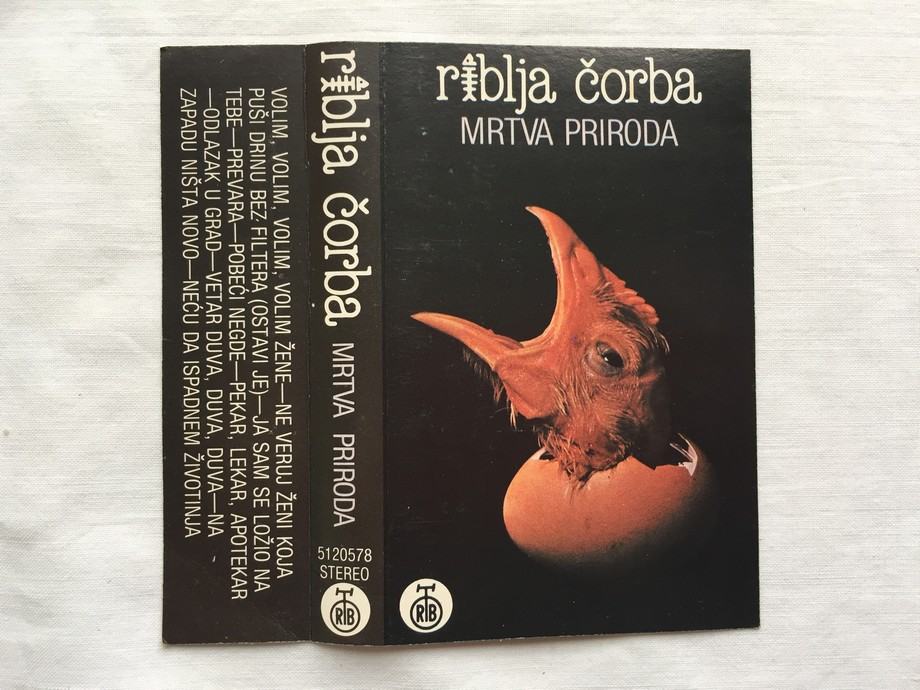 VOLIM, VOLIM, VOLIM, VOLIM ŽENE—NE VERUJ ŽENI KOJA
PUŠI DRINU BEZ FILTERA (OSTAVI JE)—JA SAM SE LOŽIO NA
TEBE—PREVARA—POBEĆI NEGDE—PEKAR, LEKAR, APOTEKAR
—ODLAZAK U GRAD—VETAR DUVA, DUVA, DUVA—NA
ZAPADU NIŠTA NOVO—NEĆU DA ISPADNEM ŽIVOTINJA
riblja čorba MRTVA PRIRODA
5120578
STEREO
RTB
riblja čorba
MRTVA PRIRODA
RTB